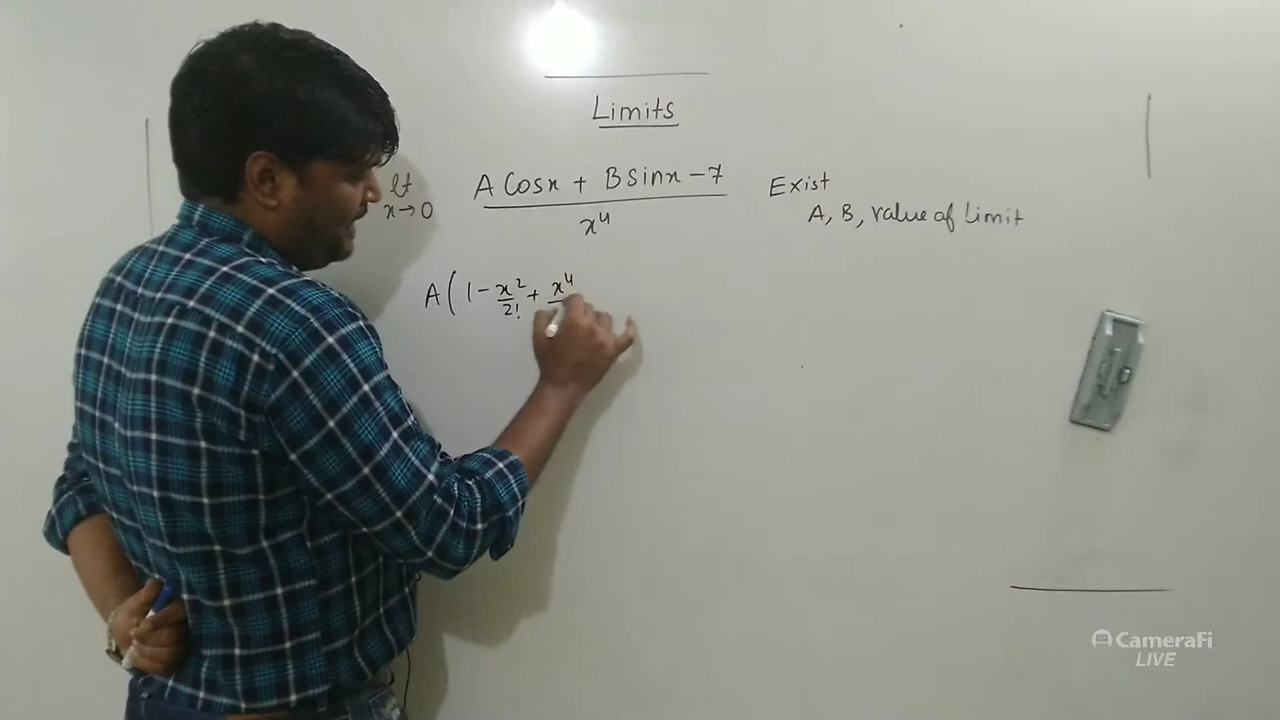 Limits
lt A Cosx + B sinx - 7 Exist
x→0 x⁴ A, B, value of Limit
A ( 1 - x²/2! + x⁴
CameraFi
LIVE